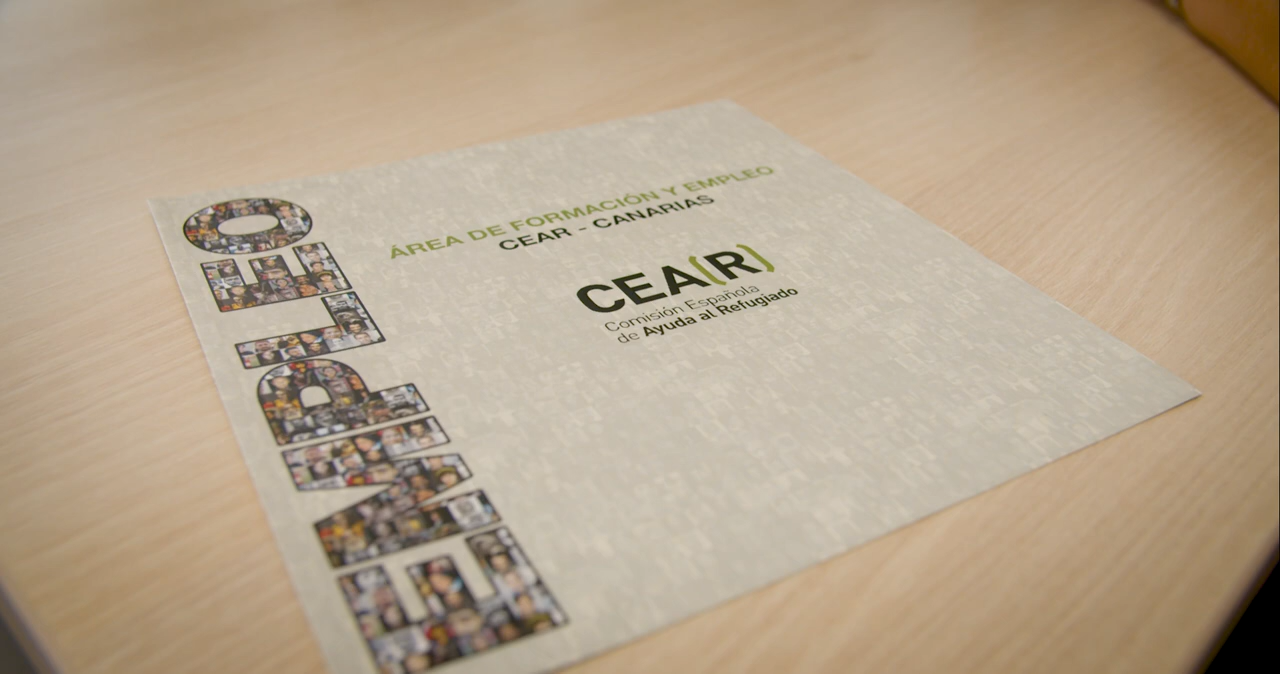 EMPLEO
ÁREA DE FORMACIÓN Y EMPLEO
CEAR - CANARIAS
CEA(R)
Comisión Española
de Ayuda al Refugiado